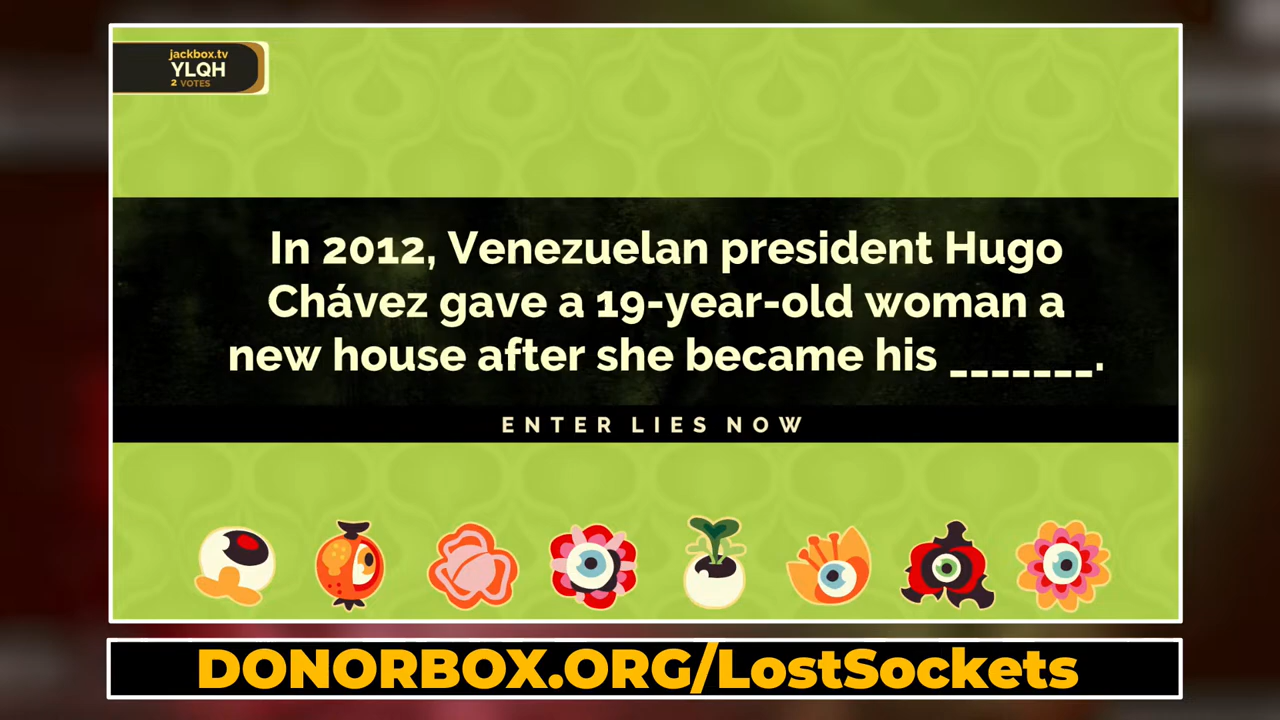 jackbox.tv
YLQH
2 VOTES
In 2012, Venezuelan president Hugo
Chávez gave a 19-year-old woman a
new house after she became his _______.
ENTER LIES NOW
DONORBOX.ORG/LostSockets